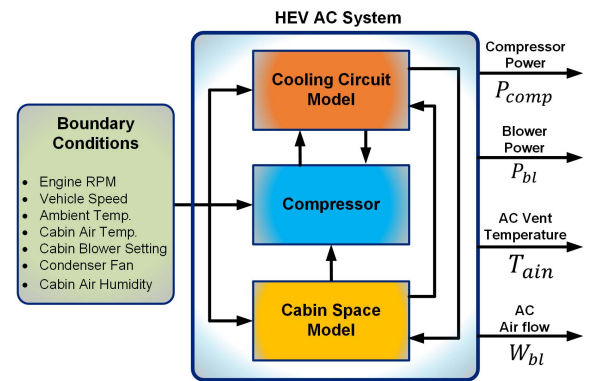 HEV AC System
Boundary
Conditions
• Engine RPM
• Vehicle Speed
• Ambient Temp.
• Cabin Air Temp.
• Cabin Blower Setting
• Condenser Fan
• Cabin Air Humidity
Cooling Circuit
Model
Compressor
Cabin Space
Model
Compressor
Power
P_comp
Blower
Power
P_bl
AC Vent
Temperature
T_ain
AC
Air flow
W_bl